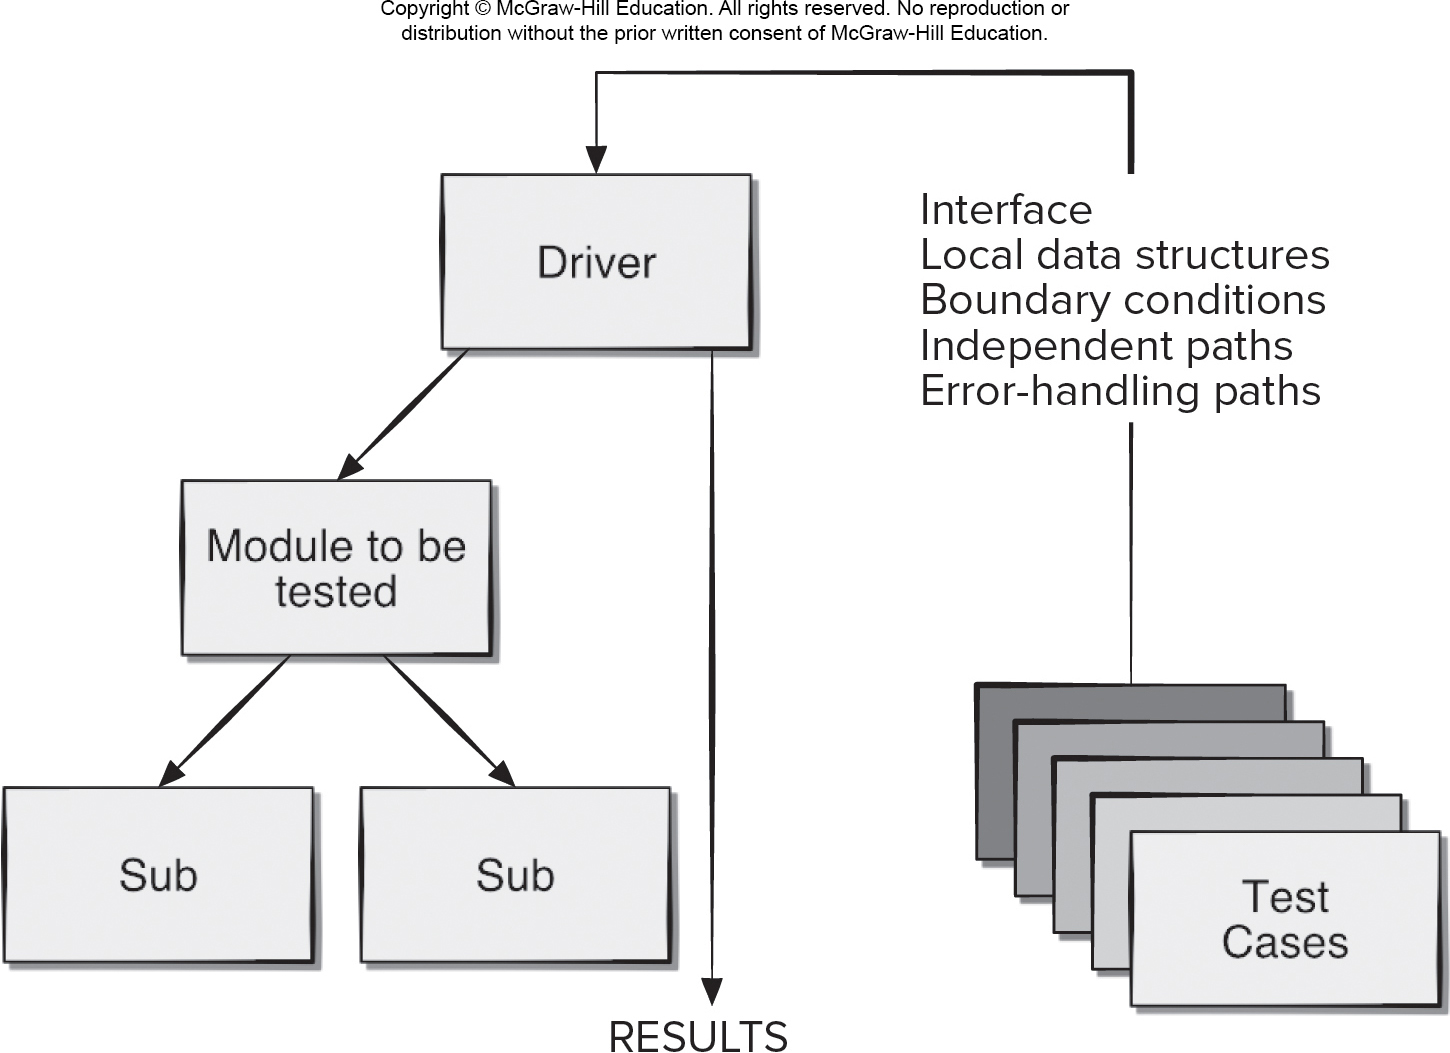 Copyright © McGraw-Hill Education. All rights reserved. No reproduction or
distribution without the prior written consent of McGraw-Hill Education.
Driver
Interface
Local data structures
Boundary conditions
Independent paths
Error-handling paths
Module to be
tested
Sub
Sub
Test
Cases
RESULTS